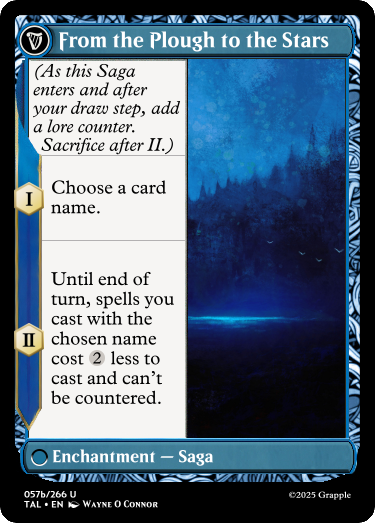 From the Plough to the Stars
(As this Saga
enters and after
your draw step, add
a lore counter.
Sacrifice after II.)
I
Choose a card
name.
II
Until end of
turn, spells you
cast with the
chosen name
cost 2 less to
cast and can't
be countered.
Enchantment — Saga
057b/266 U
TAL • EN Wayne O Connor
©2025 Grapple